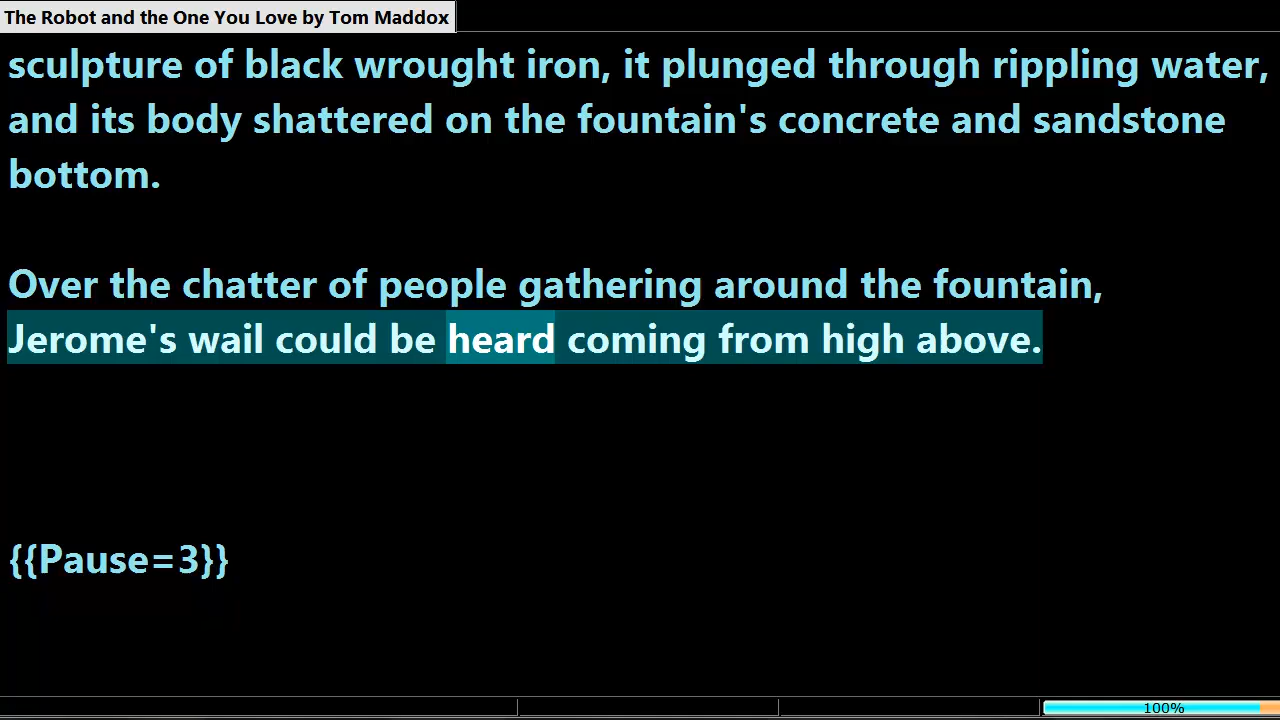 The Robot and the One You Love by Tom Maddox
sculpture of black wrought iron, it plunged through rippling water,
and its body shattered on the fountain's concrete and sandstone
bottom.
Over the chatter of people gathering around the fountain,
Jerome's wail could be heard coming from high above.
{{Pause=3}}
100%